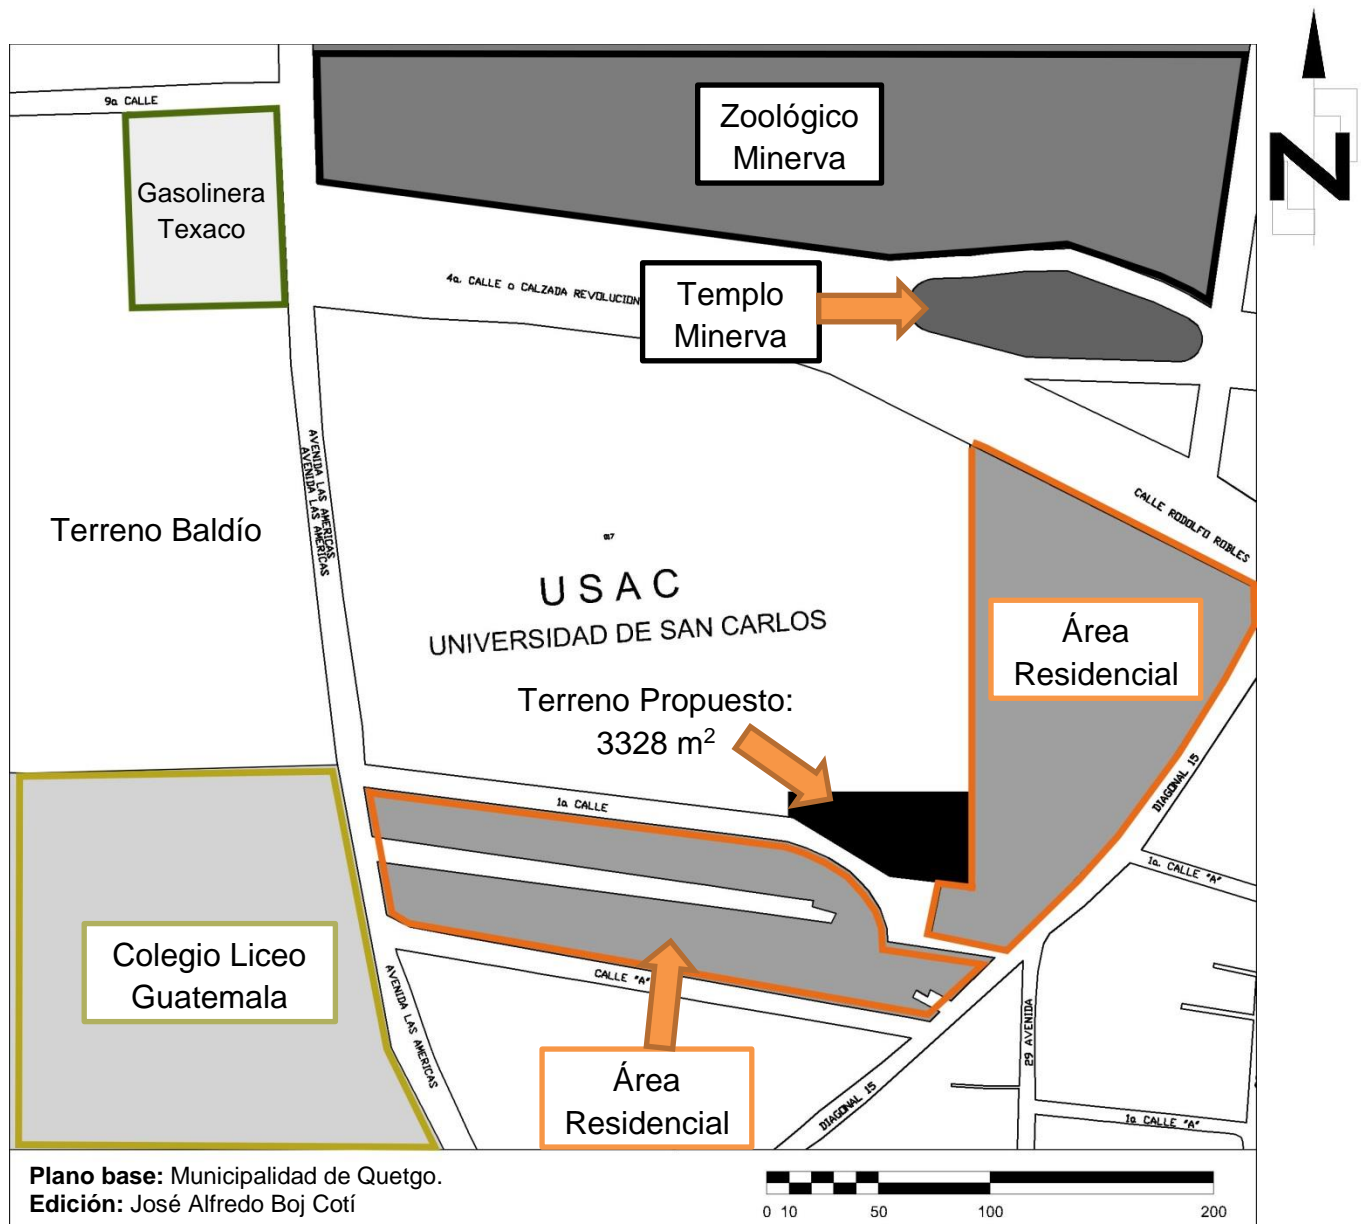 N
9a CALLE
Zoológico
Minerva
Gasolinera
Texaco
4a. CALLE o CALZADA REVOLUCION
Templo
Minerva
AVENIDA LAS AMERICAS
AVENIDA LAS AMERICAS
CALLE RODOLFO ROBLES
Terreno Baldío
017
U S A C
UNIVERSIDAD DE SAN CARLOS
Área
Residencial
Terreno Propuesto:
3328 m²
DIAGONAL 15
1a CALLE
1a. CALLE "A"
Colegio Liceo
Guatemala
CALLE "A"
AVENIDA LAS AMERICAS
29 AVENIDA
Área
Residencial
DIAGONAL 15
1a CALLE "A"
Plano base: Municipalidad de Quetgo.
Edición: José Alfredo Boj Cotí
0 10 50 100 200